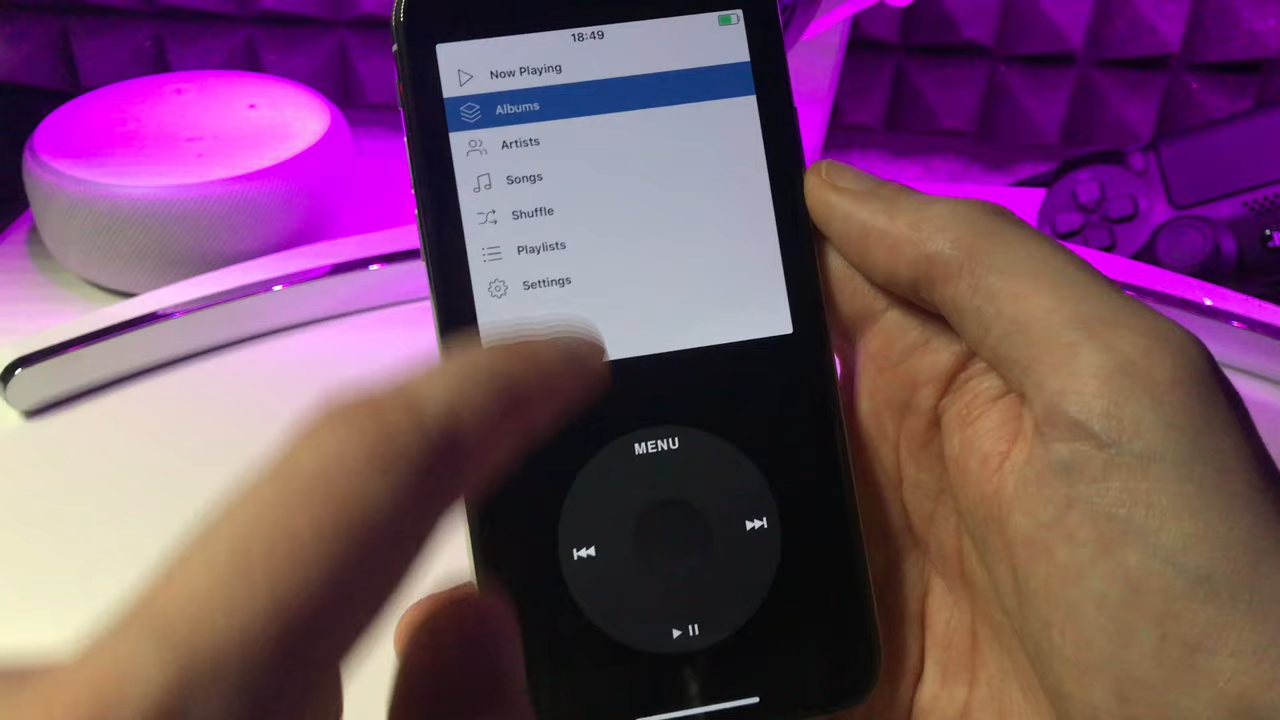 18:49
Now Playing
Albums
Artists
Songs
Shuffle
Playlists
Settings
MENU